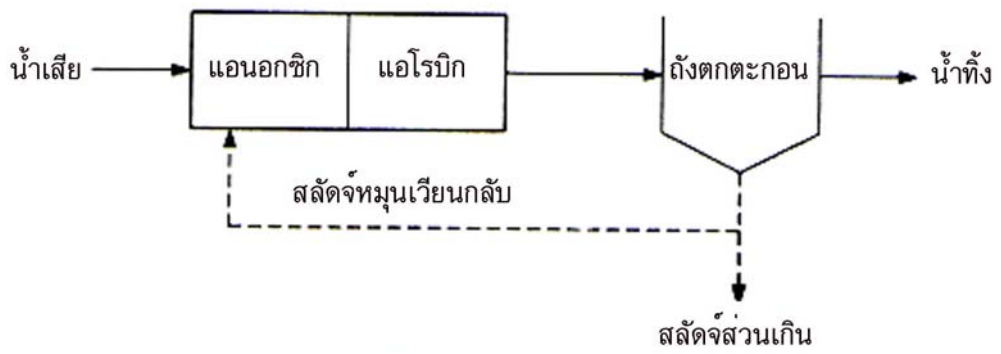 น้ำเสีย
แอนอกซิก
แอโรบิก
ถังตกตะกอน
น้ำทิ้ง
สลัดจ์หมุนเวียนกลับ
สลัดจ์ส่วนเกิน